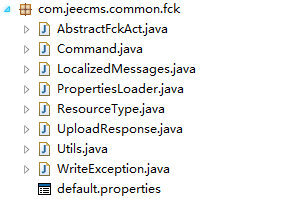 com.jeecms.common.fck
AbstractFckAct.java
Command.java
LocalizedMessages.java
PropertiesLoader.java
ResourceType.java
UploadResponse.java
Utils.java
WriteException.java
default.properties